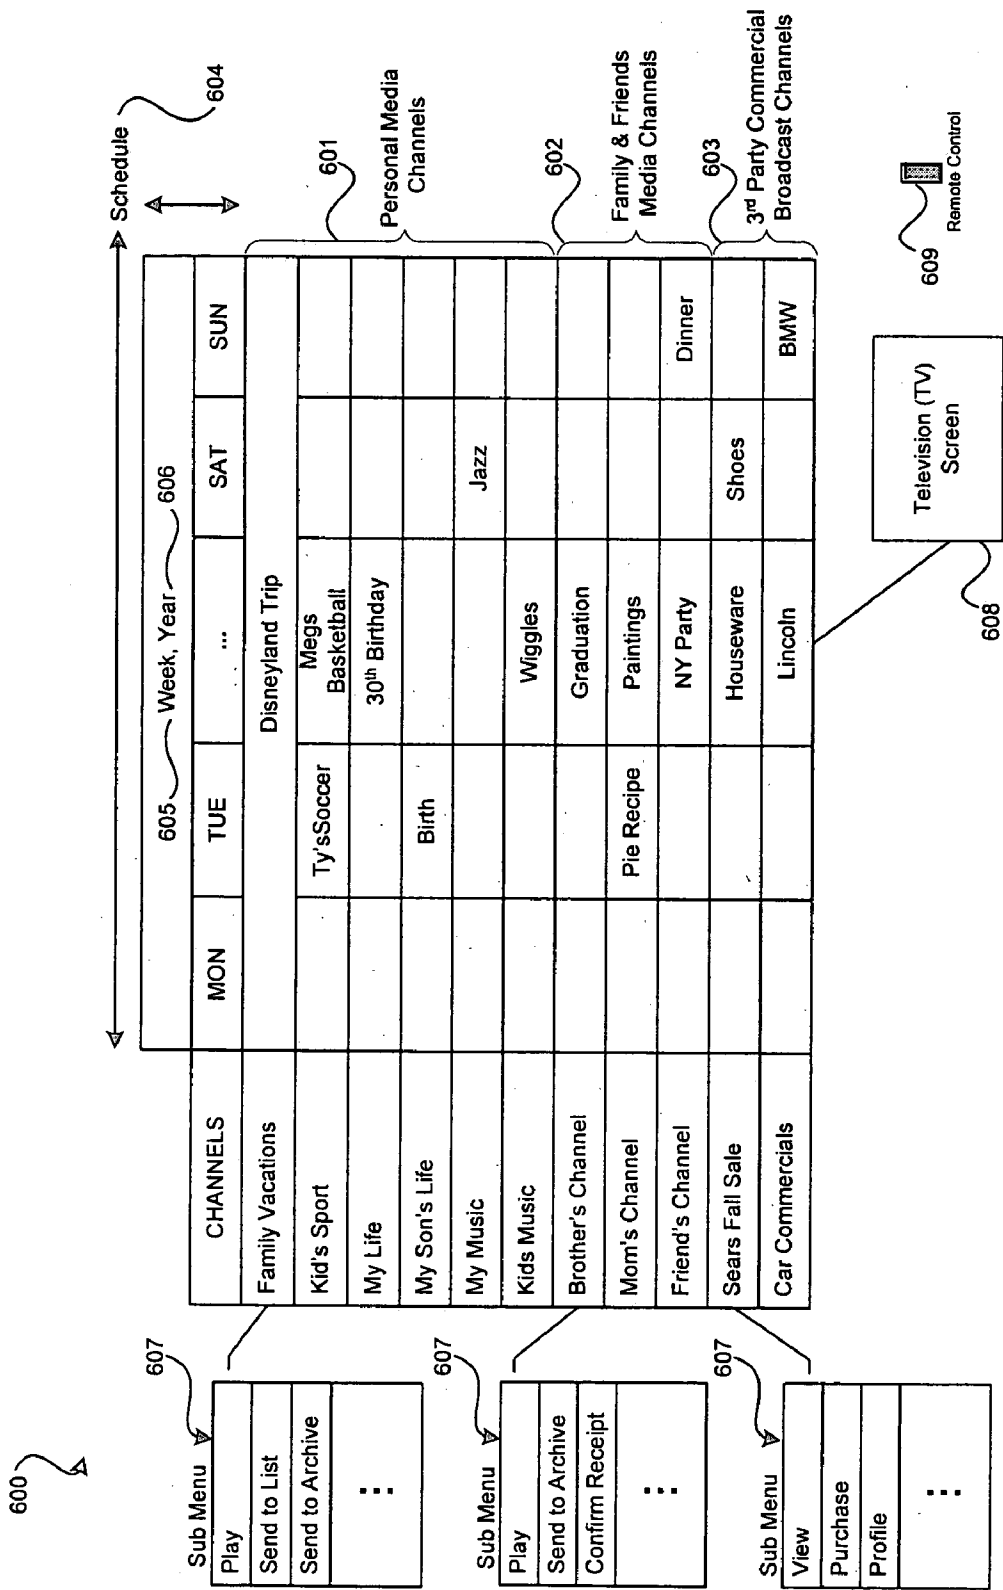 600
Schedule
604
605 Week, Year 606
CHANNELS MON TUE ... SAT SUN
Family Vacations Disneyland Trip
Kid's Sport Ty'sSoccer Megs Basketball
My Life 30th Birthday
My Son's Life Birth
My Music Jazz
Kids Music Wiggles
Brother's Channel Graduation
Mom's Channel Pie Recipe Paintings
Friend's Channel NY Party Dinner
Sears Fall Sale Houseware Shoes
Car Commercials Lincoln BMW
601
Personal Media
Channels
602
Family & Friends
Media Channels
603
3rd Party Commercial
Broadcast Channels
Sub Menu 607
Play
Send to List
Send to Archive
⋮
Sub Menu 607
Play
Send to Archive
Confirm Receipt
⋮
Sub Menu 607
View
Purchase
Profile
⋮
Television (TV)
Screen
608
609
Remote Control